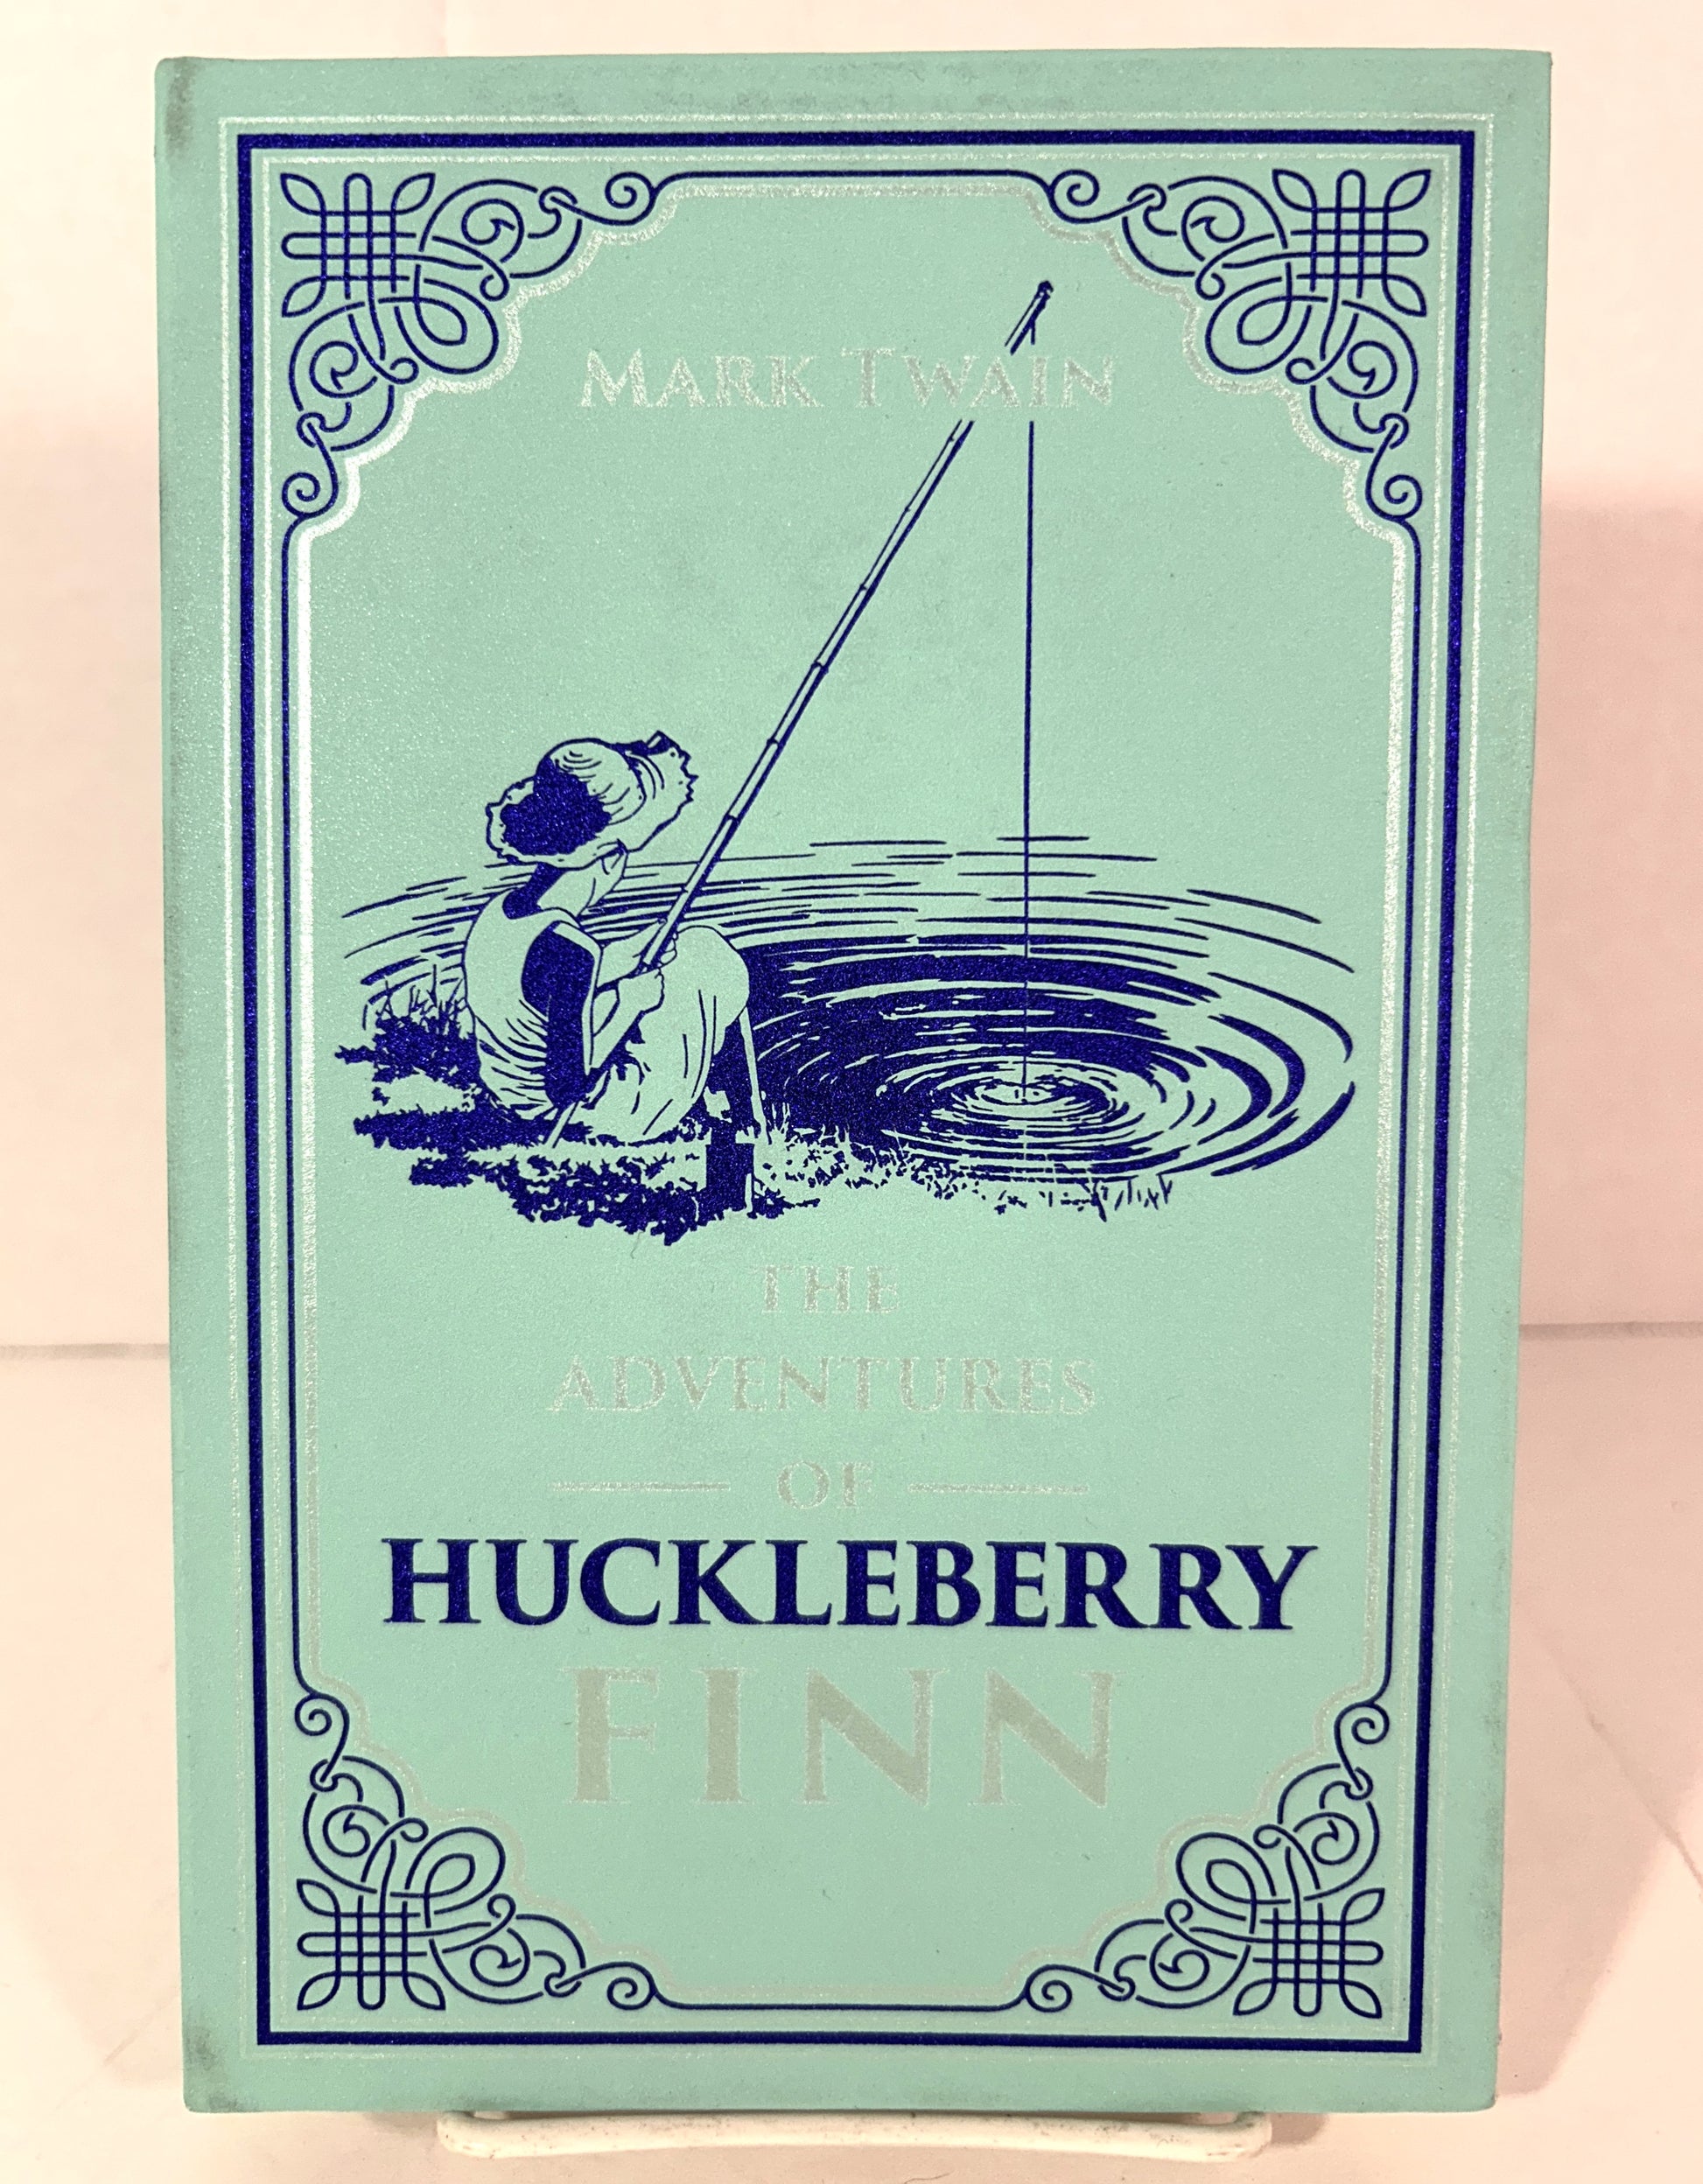 MARK TWAIN
THE
ADVENTURES
OF
HUCKLEBERRY
FINN